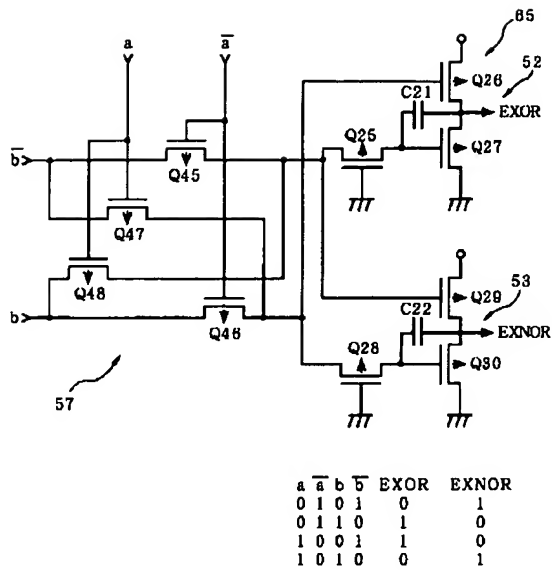 a
a̅
65
Q26
52
C21
EXOR
Q25
Q27
b̅
Q45
Q47
Q48
b
Q46
Q29
53
C22
EXNOR
Q28
Q30
57
a a̅ b b̅ EXOR EXNOR
0 1 0 1 0 1
0 1 1 0 1 0
1 0 0 1 1 0
1 0 1 0 0 1